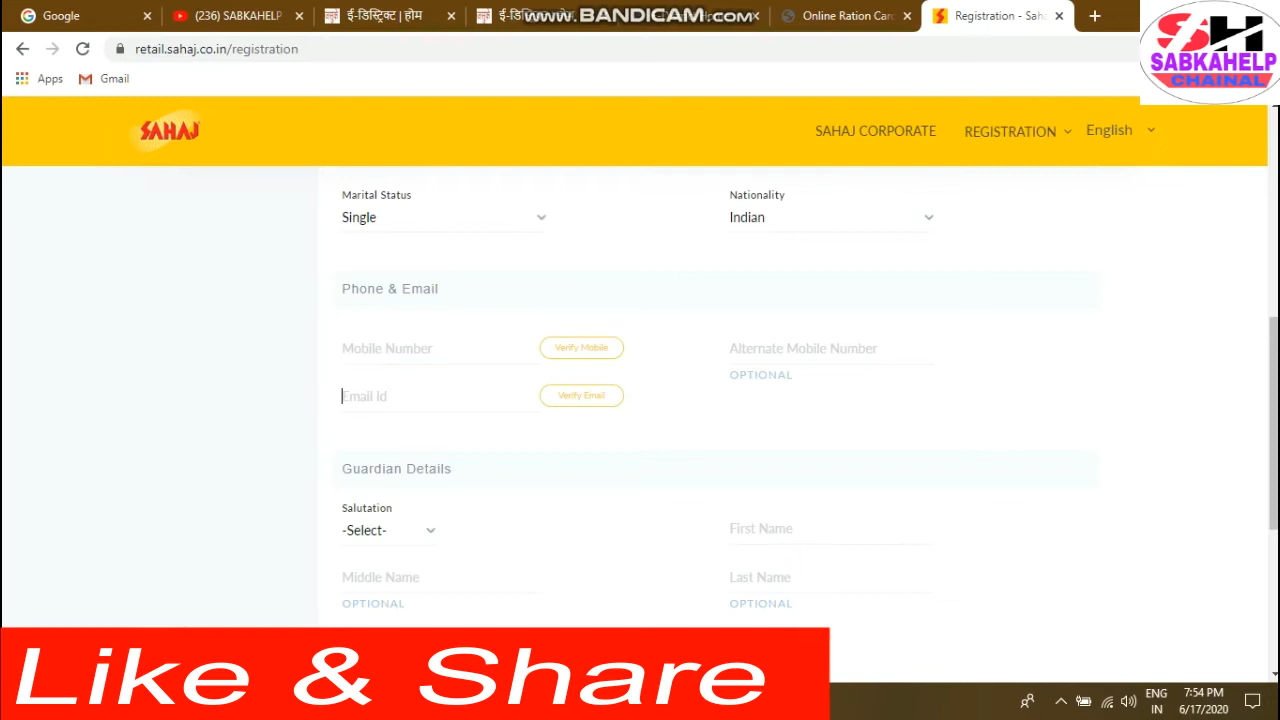 Google
(236) SABKAHELP
ई-डिस्ट्रिक्ट | होम
www.BANDICAM.com
Online Ration Car
Registration - Saha
retail.sahaj.co.in/registration
Apps
Gmail
SH
SABKAHELP
CHAINAL
SAHAJ
SAHAJ CORPORATE
REGISTRATION
English
Marital Status
Nationality
Single
Indian
Phone & Email
Mobile Number
Verify Mobile
Alternate Mobile Number
OPTIONAL
Email Id
Verify Email
Guardian Details
Salutation
-Select-
First Name
Middle Name
Last Name
OPTIONAL
OPTIONAL
Like & Share
ENG
IN
7:54 PM
6/17/2020